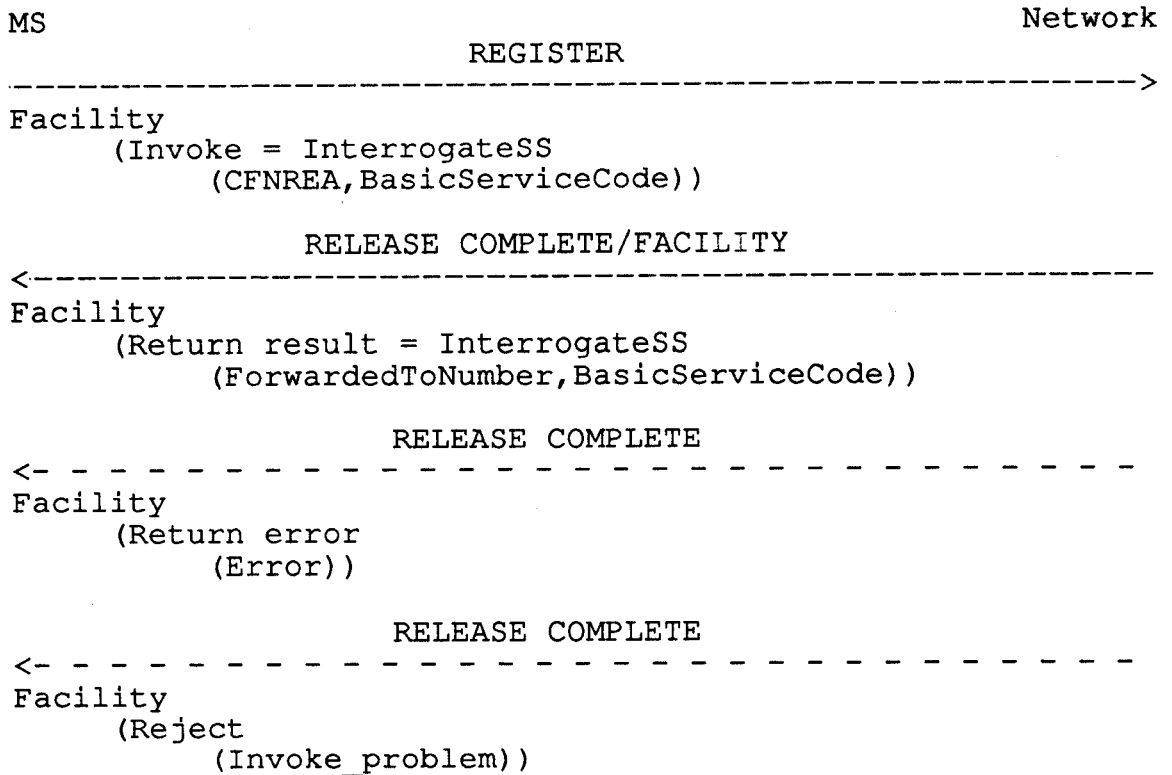 MS Network
REGISTER
------------------------------------------------------------>
Facility
(Invoke = InterrogateSS
(CFNREA,BasicServiceCode))
RELEASE COMPLETE/FACILITY
<------------------------------------------------------------
Facility
(Return result = InterrogateSS
(ForwardedToNumber,BasicServiceCode))
RELEASE COMPLETE
<- - - - - - - - - - - - - - - - - - - - - - - - - - - - - -
Facility
(Return error
(Error))
RELEASE COMPLETE
<- - - - - - - - - - - - - - - - - - - - - - - - - - - - - -
Facility
(Reject
(Invoke_problem))